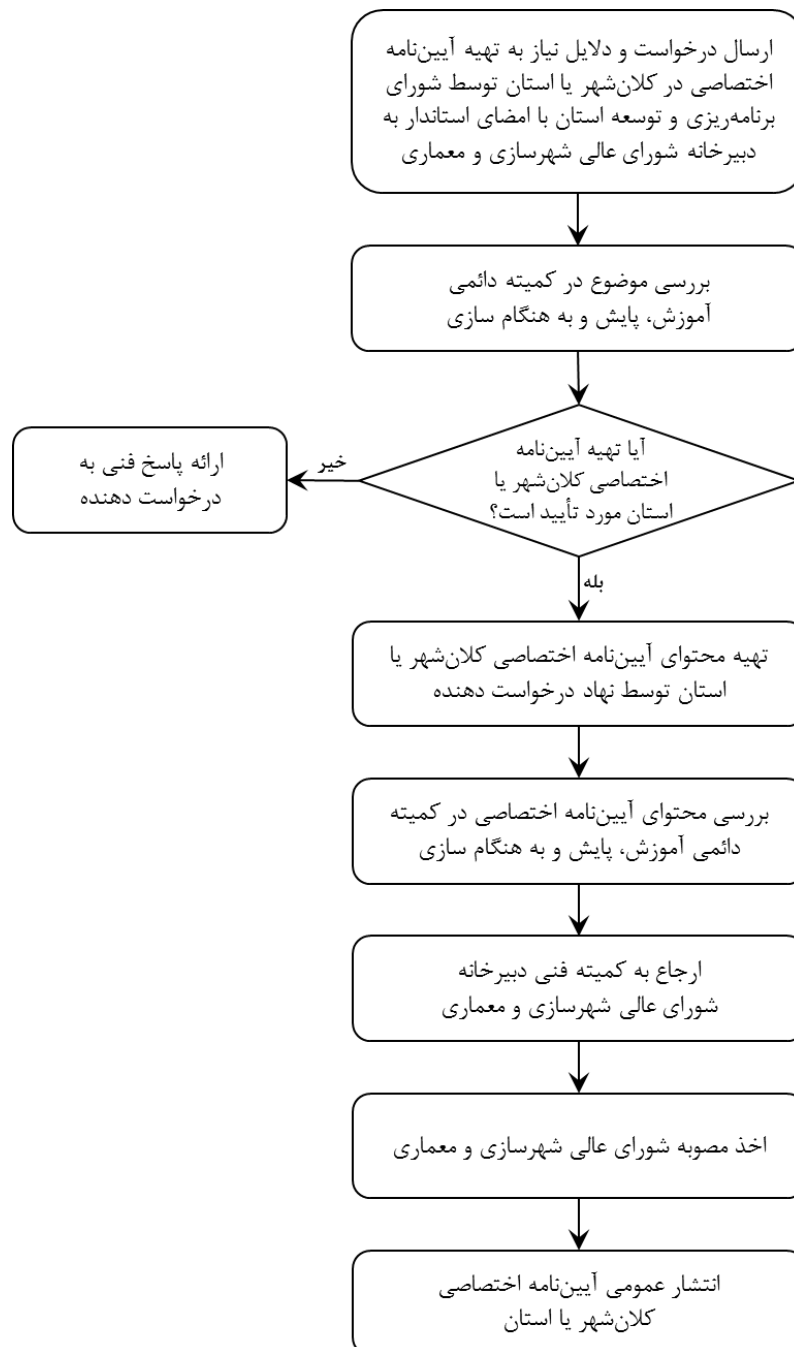 ارسال درخواست و دلایل نیاز به تهیه آیین‌نامه
اختصاصی در کلان‌شهر یا استان توسط شورای
برنامه‌ریزی و توسعه استان با امضای استاندار به
دبیرخانه شورای عالی شهرسازی و معماری
بررسی موضوع در کمیته دائمی
آموزش، پایش و به هنگام سازی
آیا تهیه آیین‌نامه
اختصاصی کلان‌شهر یا
استان مورد تأیید است؟
خیر
ارائه پاسخ فنی به
درخواست دهنده
بله
تهیه محتوای آیین‌نامه اختصاصی کلان‌شهر یا
استان توسط نهاد درخواست دهنده
بررسی محتوای آیین‌نامه اختصاصی در کمیته
دائمی آموزش، پایش و به هنگام سازی
ارجاع به کمیته فنی دبیرخانه
شورای عالی شهرسازی و معماری
اخذ مصوبه شورای عالی شهرسازی و معماری
انتشار عمومی آیین‌نامه اختصاصی
کلان‌شهر یا استان